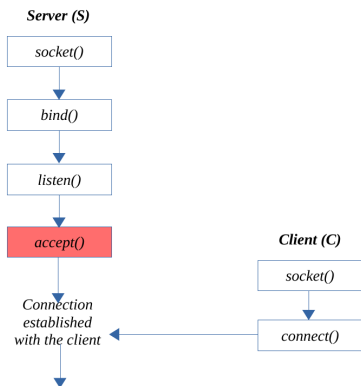 Server (S)
socket()
bind()
listen()
accept()
Connection
established
with the client
Client (C)
socket()
connect()